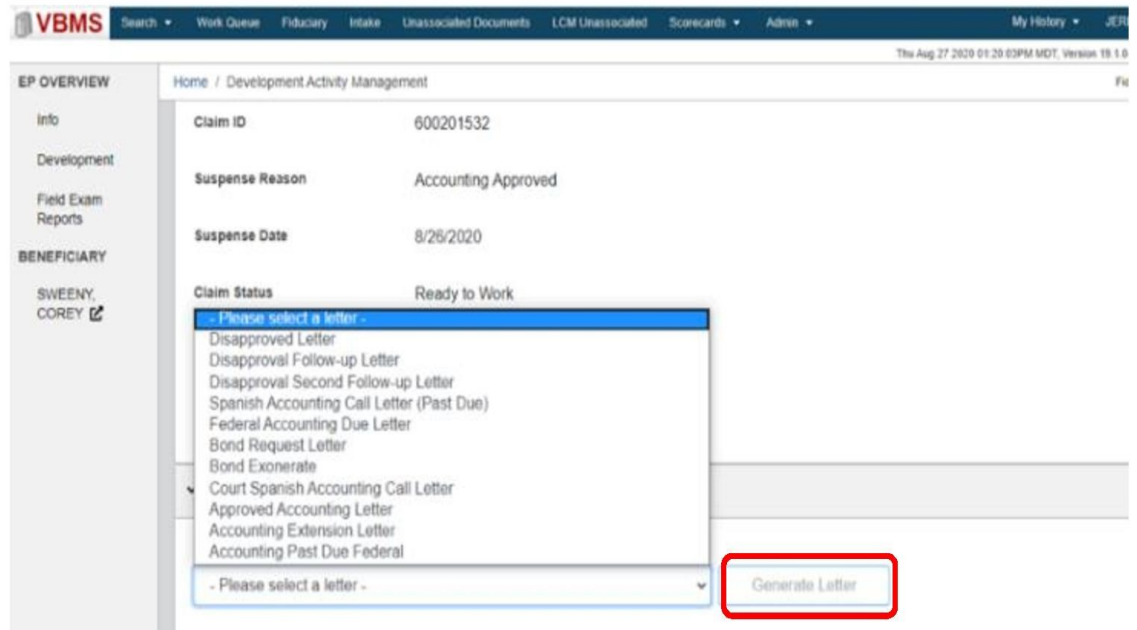 VBMS Search Work Queue Fiduciary Intake Unassociated Documents LCM Unassociated Scorecards Admin My History
Thu Aug 27 2020 01:20:03PM MDT, Version 19.1.0
EP OVERVIEW
Home / Development Activity Management
Info
Claim ID 600201532
Development
Suspense Reason Accounting Approved
Field Exam
Reports
Suspense Date 8/26/2020
BENEFICIARY
SWEENY,
COREY
Claim Status Ready to Work
- Please select a letter -
Disapproved Letter
Disapproval Follow-up Letter
Disapproval Second Follow-up Letter
Spanish Accounting Call Letter (Past Due)
Federal Accounting Due Letter
Bond Request Letter
Bond Exonerate
Court Spanish Accounting Call Letter
Approved Accounting Letter
Accounting Extension Letter
Accounting Past Due Federal
- Please select a letter - Generate Letter